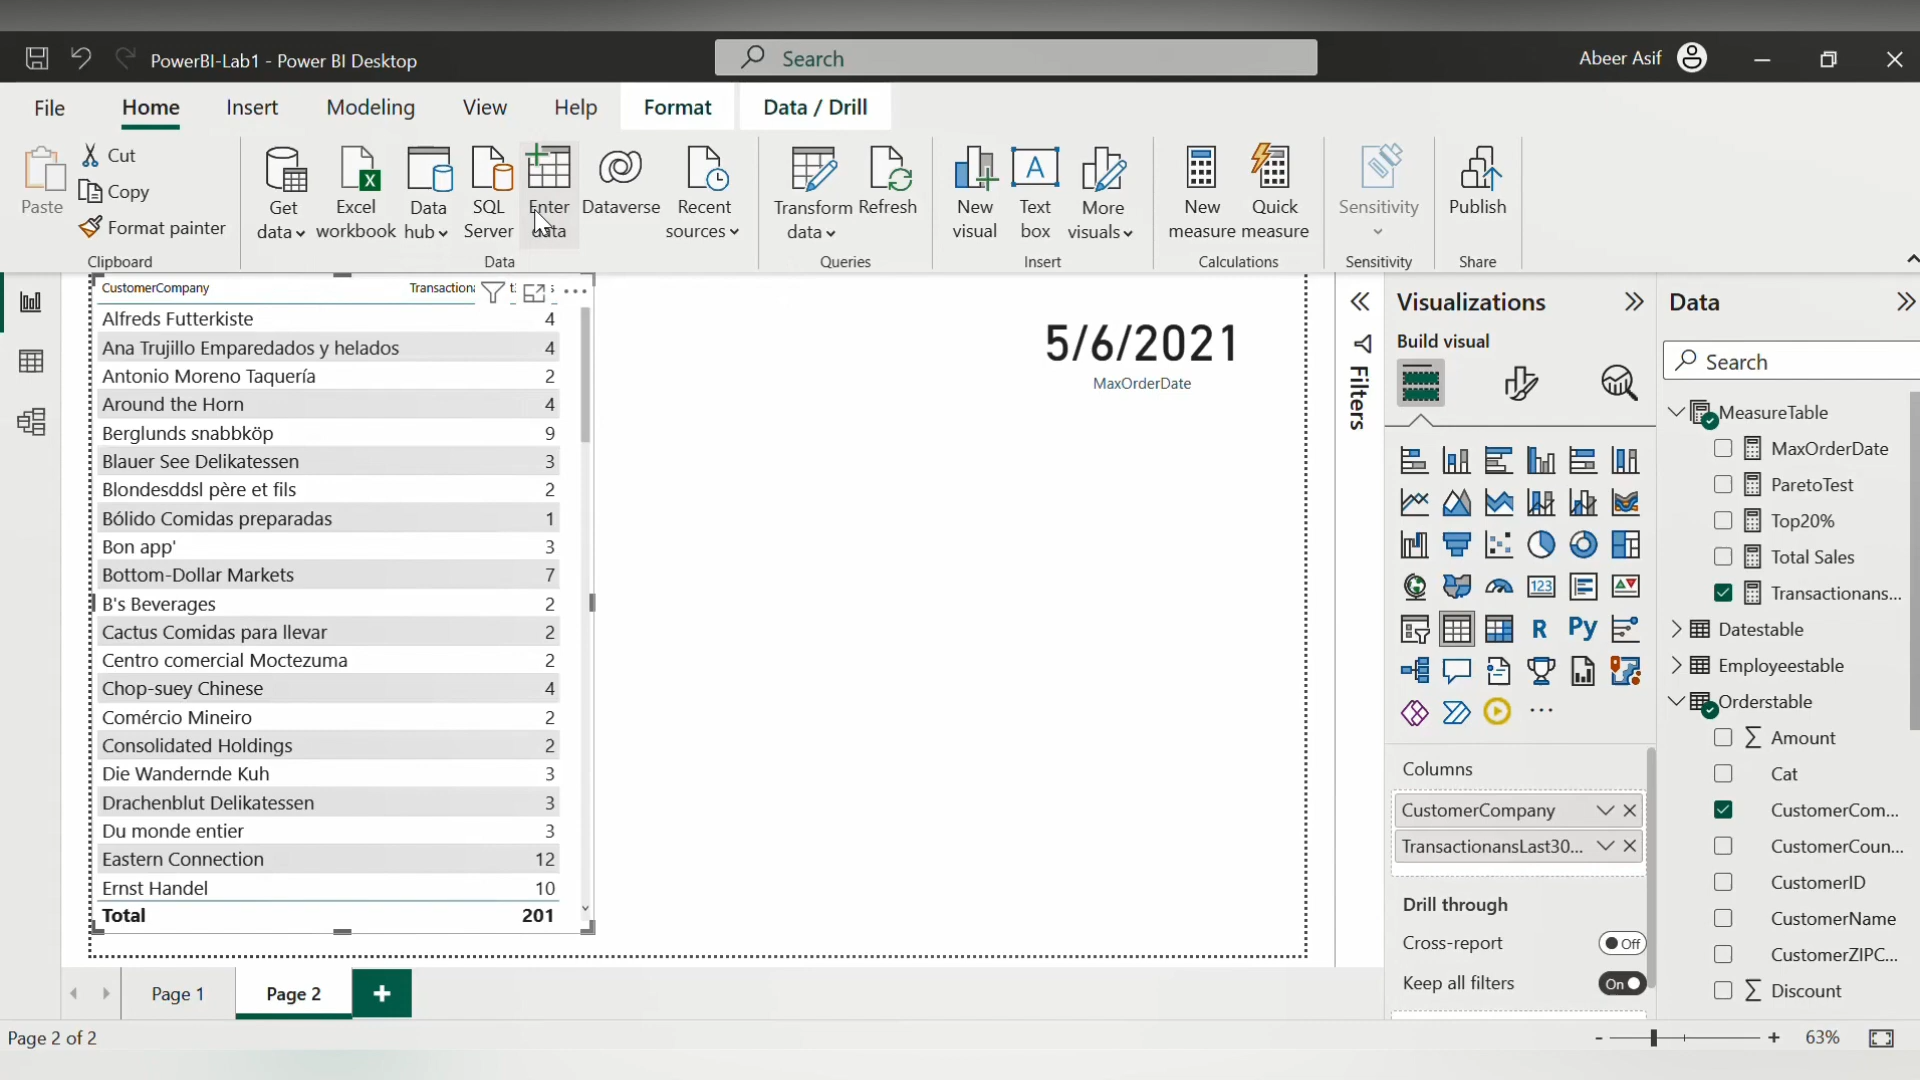 PowerBI-Lab1 - Power BI Desktop
Search
Abeer Asif
File
Home
Insert
Modeling
View
Help
Format
Data / Drill
Paste
Cut
Copy
Format painter
Clipboard
Get data
Excel workbook
Data hub
SQL Server
Enter data
Dataverse
Recent sources
Data
Transform data
Refresh
Queries
New visual
Text box
More visuals
Insert
New measure
Quick measure
Calculations
Sensitivity
Sensitivity
Publish
Share
CustomerCompany
Alfreds Futterkiste 4
Ana Trujillo Emparedados y helados 4
Antonio Moreno Taquería 2
Around the Horn 4
Berglunds snabbköp 9
Blauer See Delikatessen 3
Blondesddsl père et fils 2
Bólido Comidas preparadas 1
Bon app' 3
Bottom-Dollar Markets 7
B's Beverages 2
Cactus Comidas para llevar 2
Centro comercial Moctezuma 2
Chop-suey Chinese 4
Comércio Mineiro 2
Consolidated Holdings 2
Die Wandernde Kuh 3
Drachenblut Delikatessen 3
Du monde entier 3
Eastern Connection 12
Ernst Handel 10
Total 201
5/6/2021
MaxOrderDate
Filters
Visualizations
Build visual
123
R
Py
Columns
CustomerCompany
TransactionansLast30...
Drill through
Cross-report
Off
Keep all filters
On
Data
Search
MeasureTable
MaxOrderDate
ParetoTest
Top20%
Total Sales
Transactionans...
Datestable
Employeestable
Orderstable
Amount
Cat
CustomerCom...
CustomerCoun...
CustomerID
CustomerName
CustomerZIPC...
Discount
Page 1
Page 2
Page 2 of 2
63%